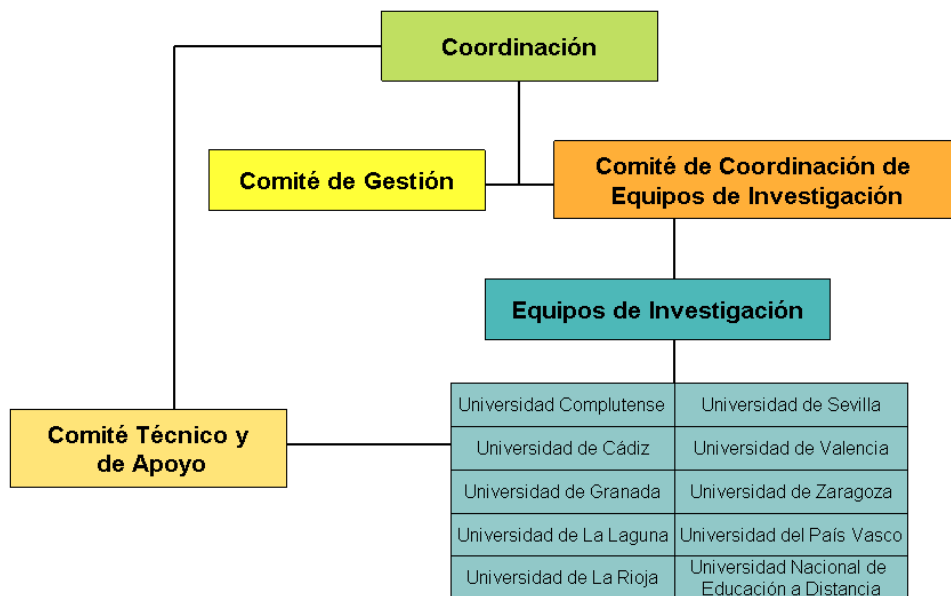 Coordinación
Comité de Gestión
Comité de Coordinación de
Equipos de Investigación
Equipos de Investigación
Comité Técnico y
de Apoyo
Universidad Complutense
Universidad de Sevilla
Universidad de Cádiz
Universidad de Valencia
Universidad de Granada
Universidad de Zaragoza
Universidad de La Laguna
Universidad del País Vasco
Universidad de La Rioja
Universidad Nacional de
Educación a Distancia